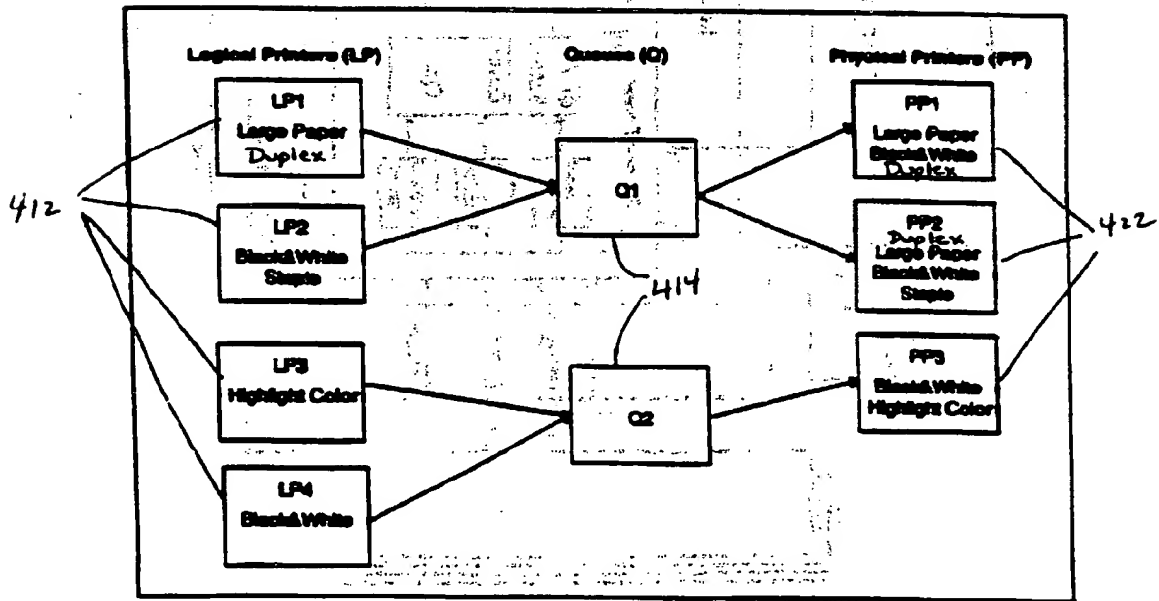 Logical Printers (LP)
Queues (Q)
Physical Printers (PP)
LP1
Large Paper
Duplex
LP2
Black&White
Staple
LP3
Highlight Color
LP4
Black&White
412
Q1
Q2
414
PP1
Large Paper
Black&White
Duplex
PP2
Duplex
Large Paper
Black&White
Staple
PP3
Black&White
Highlight Color
422